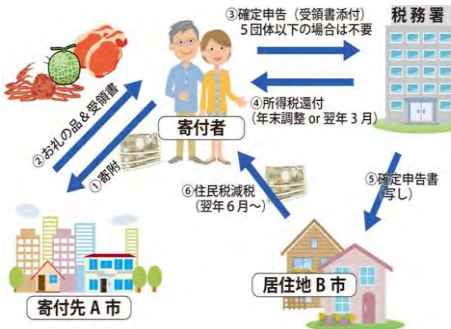 ③確定申告(受領書添付)
5団体以下の場合は不要
税務署
④所得税還付
(年末調整 or 翌年3月)
寄付者
②お礼の品&受領書
①寄附
⑤確定申告書
(写し)
⑥住民税減税
(翌年6月~)
寄付先A市
居住地B市